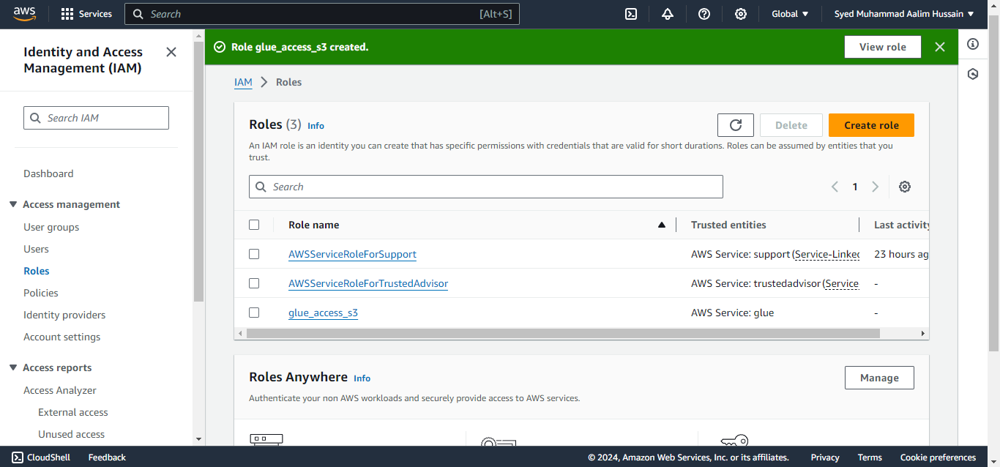 aws
Services
Search [Alt+S]
Global
Syed Muhammad Aalim Hussain
Identity and Access
Management (IAM)
Search IAM
Dashboard
Access management
User groups
Users
Roles
Policies
Identity providers
Account settings
Access reports
Access Analyzer
External access
Unused access
Role glue_access_s3 created.
View role
IAM > Roles
Roles (3) Info
Delete
Create role
An IAM role is an identity you can create that has specific permissions with credentials that are valid for short durations. Roles can be assumed by entities that you
trust.
Search
1
Role name Trusted entities Last activity
AWSServiceRoleForSupport AWS Service: support (Service-Linked 23 hours ag
AWSServiceRoleForTrustedAdvisor AWS Service: trustedadvisor (Service -
glue_access_s3 AWS Service: glue -
Roles Anywhere Info
Manage
Authenticate your non AWS workloads and securely provide access to AWS services.
CloudShell Feedback © 2024, Amazon Web Services, Inc. or its affiliates. Privacy Terms Cookie preferences